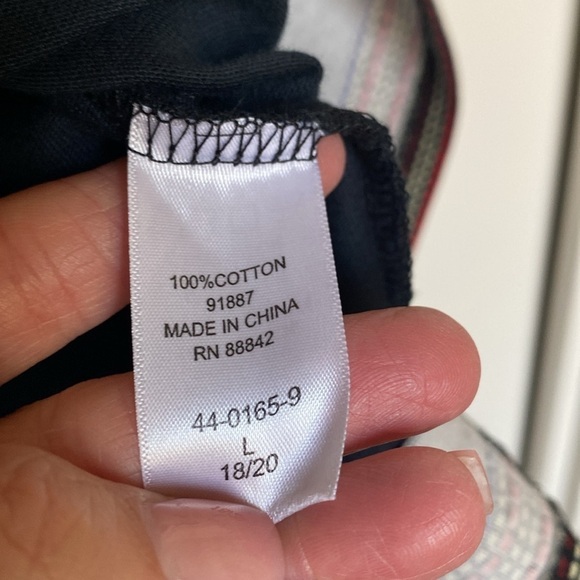 100%COTTON
91887
MADE IN CHINA
RN 88842
44-0165-9
L
18/20